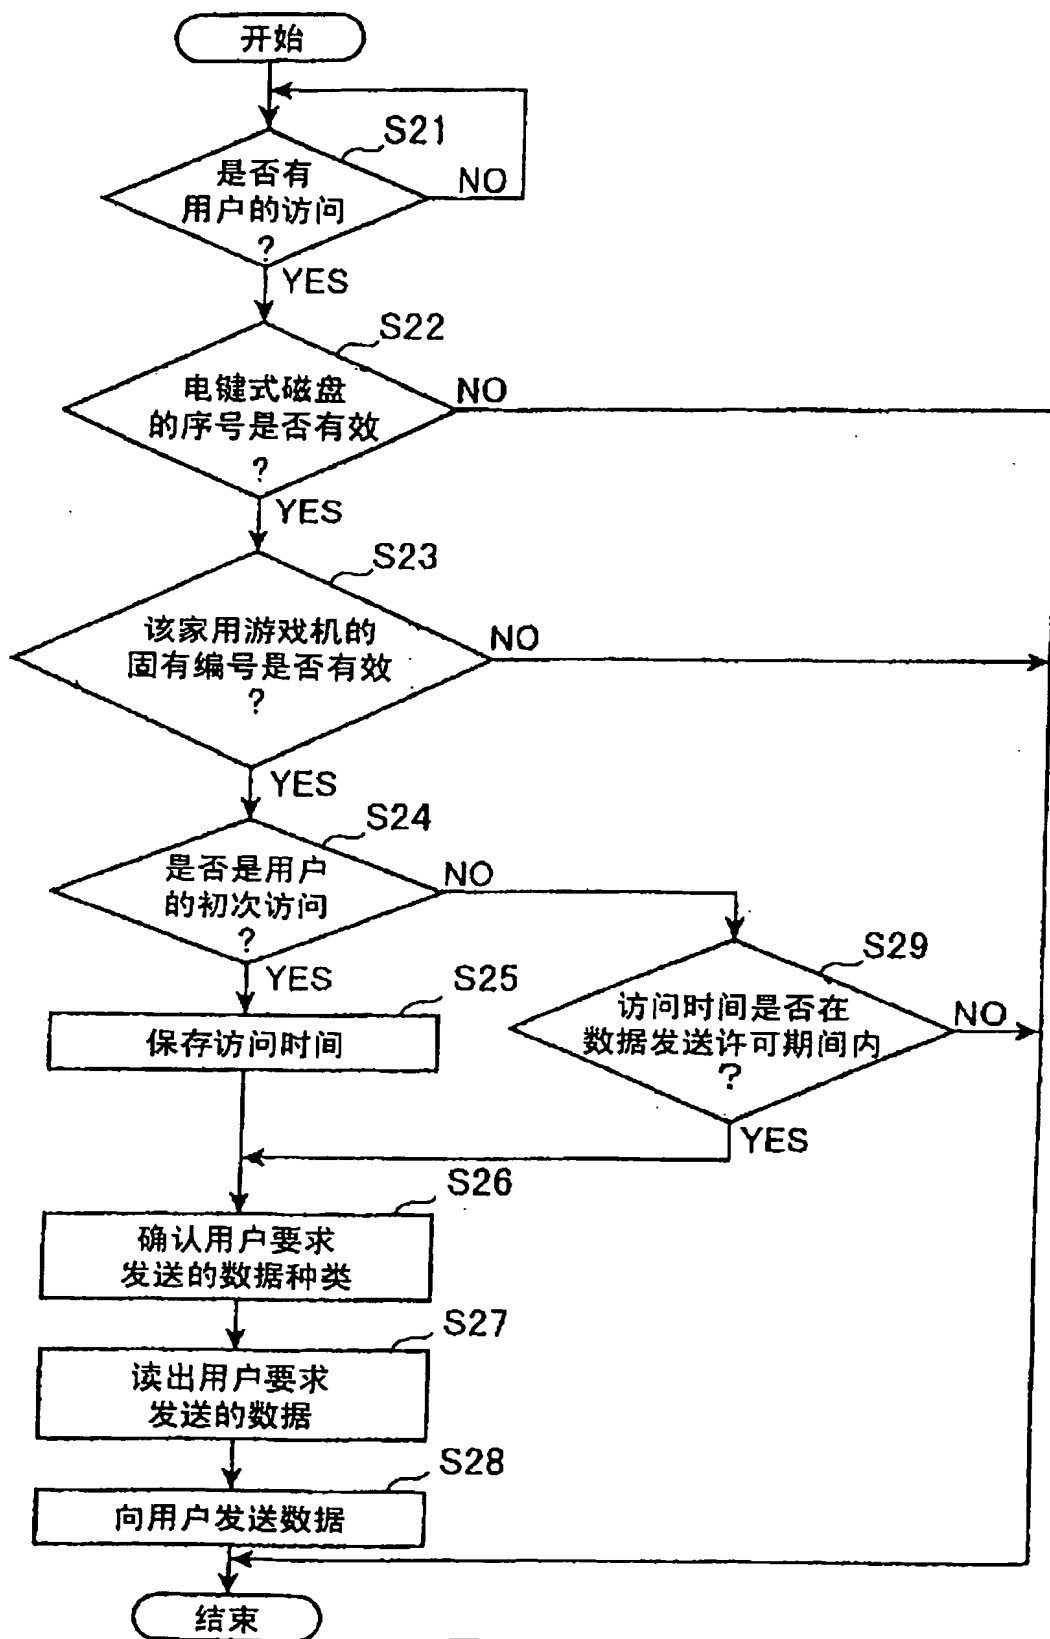 开始
S21
是否有
用户的访问
?
NO
YES
S22
电键式磁盘
的序号是否有效
?
NO
YES
S23
该家用游戏机的
固有编号是否有效
?
NO
YES
S24
是否是用户
的初次访问
?
NO
YES
S29
访问时间是否在
数据发送许可期间内
?
NO
YES
S25
保存访问时间
S26
确认用户要求
发送的数据种类
S27
读出用户要求
发送的数据
S28
向用户发送数据
结束